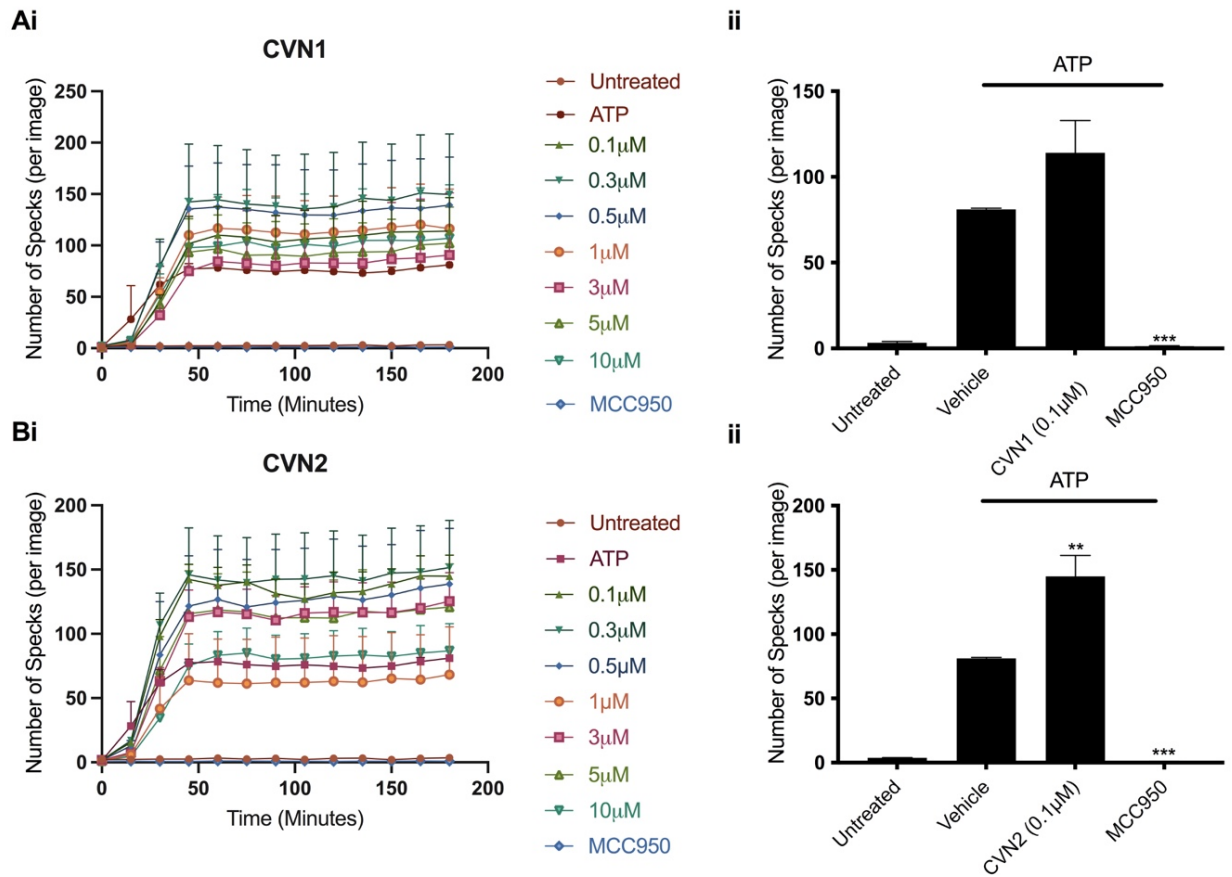 Ai
CVN1
Number of Specks (per image)
250
200
150
100
50
0
0
50
100
150
200
Time (Minutes)
Untreated
ATP
0.1μM
0.3μM
0.5μM
1μM
3μM
5μM
10μM
MCC950
ii
ATP
Number of Specks (per image)
150
100
50
0
***
Untreated
Vehicle
CVN1 (0.1μM)
MCC950
Bi
CVN2
Number of Specks (per image)
200
150
100
50
0
0
50
100
150
200
Time (Minutes)
Untreated
ATP
0.1μM
0.3μM
0.5μM
1μM
3μM
5μM
10μM
MCC950
ii
ATP
Number of Specks (per image)
200
150
100
50
0
**
***
Untreated
Vehicle
CVN2 (0.1μM)
MCC950